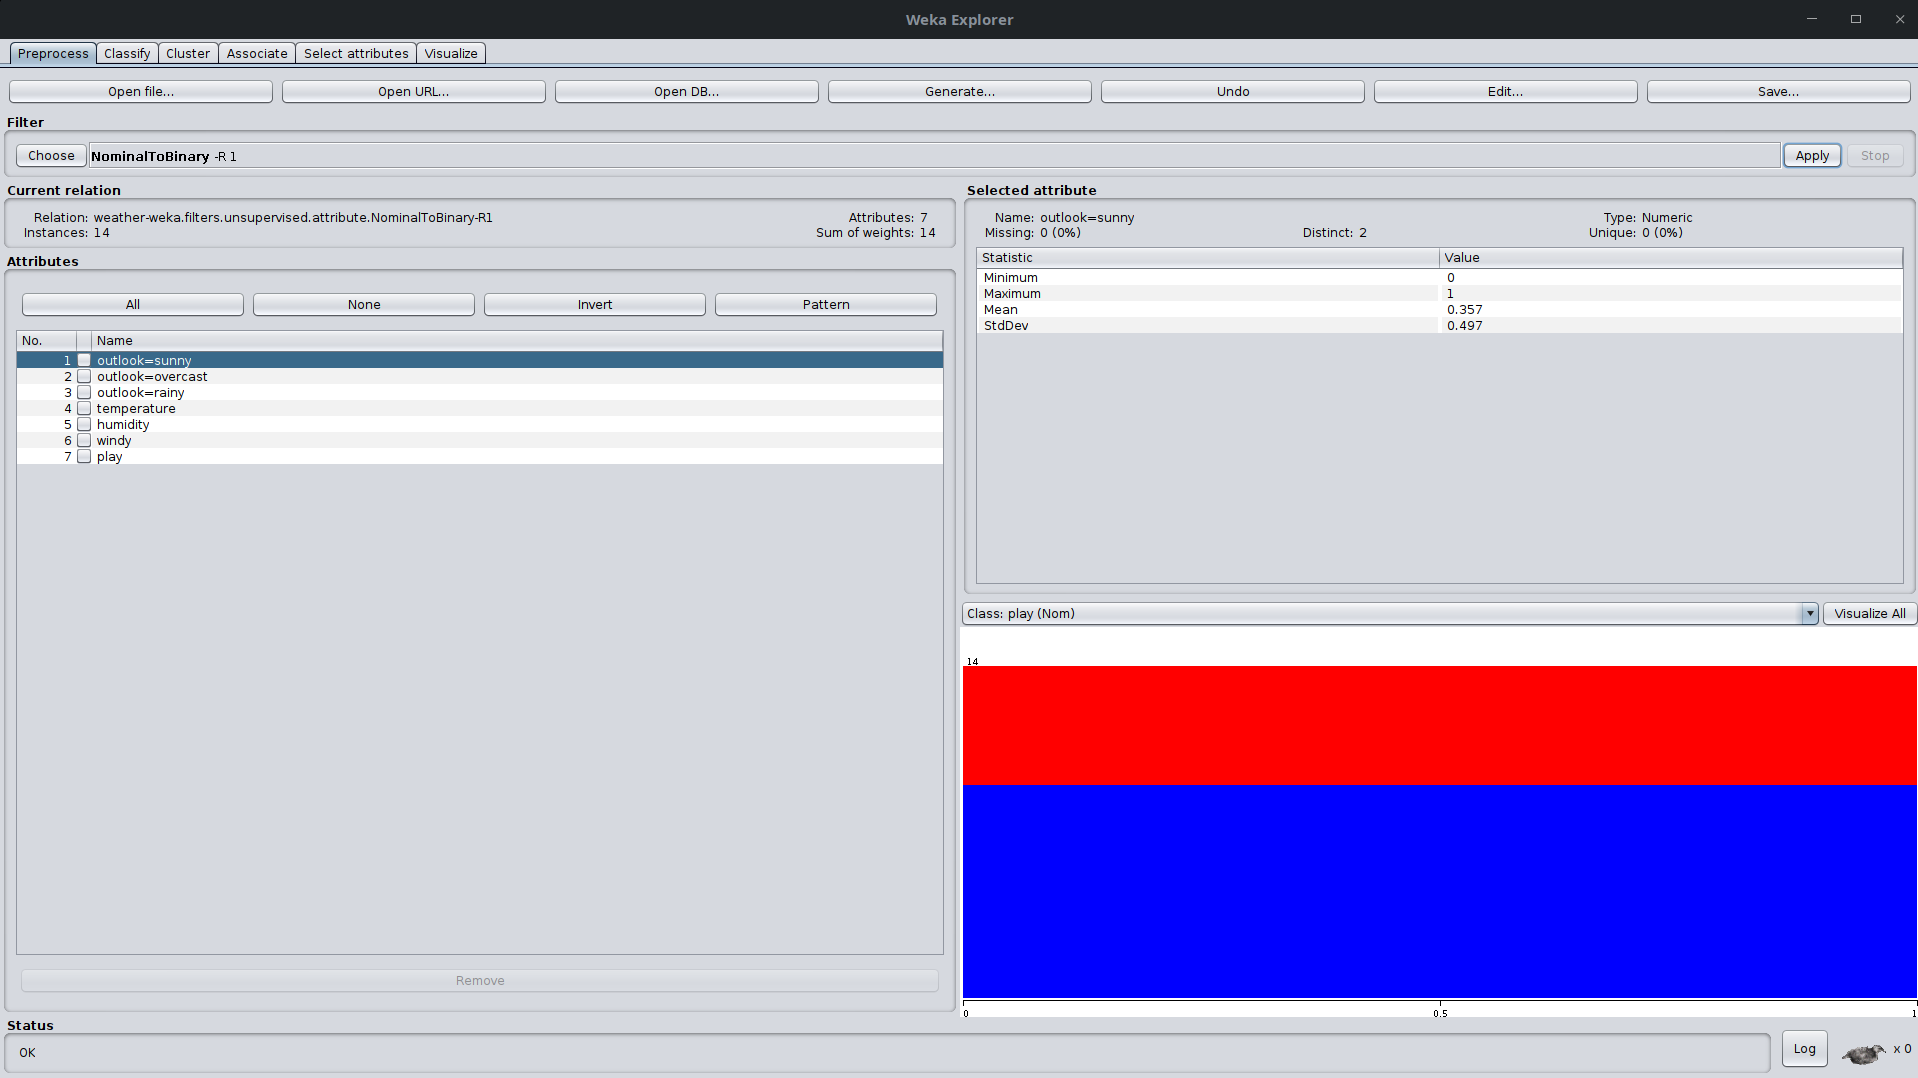 Weka Explorer
Preprocess Classify Cluster Associate Select attributes Visualize
Open file... Open URL... Open DB... Generate... Undo Edit... Save...
Filter
Choose NominalToBinary -R 1 Apply Stop
Current relation
Relation: weather-weka.filters.unsupervised.attribute.NominalToBinary-R1 Attributes: 7
Instances: 14 Sum of weights: 14
Attributes
All None Invert Pattern
No. Name
1 outlook=sunny
2 outlook=overcast
3 outlook=rainy
4 temperature
5 humidity
6 windy
7 play
Remove
Selected attribute
Name: outlook=sunny Type: Numeric
Missing: 0 (0%) Distinct: 2 Unique: 0 (0%)
Statistic Value
Minimum 0
Maximum 1
Mean 0.357
StdDev 0.497
Class: play (Nom) Visualize All
14
0 0.5 1
Status
OK Log x 0